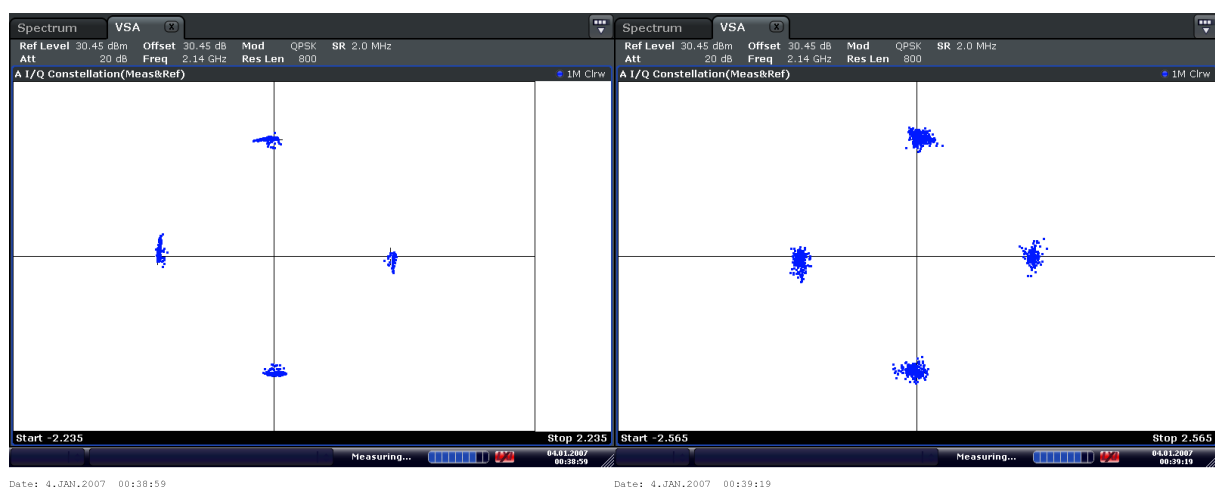 Spectrum VSA X
Ref Level 30.45 dBm Offset 30.45 dB Mod QPSK SR 2.0 MHz
Att 20 dB Freq 2.14 GHz Res Len 800
A I/Q Constellation(Meas&Ref) 1M Clrw
Start -2.235 Stop 2.235
Measuring... 04.01.2007
00:38:59
Date: 4.JAN.2007 00:38:59
Spectrum VSA X
Ref Level 30.45 dBm Offset 30.45 dB Mod QPSK SR 2.0 MHz
Att 20 dB Freq 2.14 GHz Res Len 800
A I/Q Constellation(Meas&Ref) 1M Clrw
Start -2.565 Stop 2.565
Measuring... 04.01.2007
00:39:19
Date: 4.JAN.2007 00:39:19